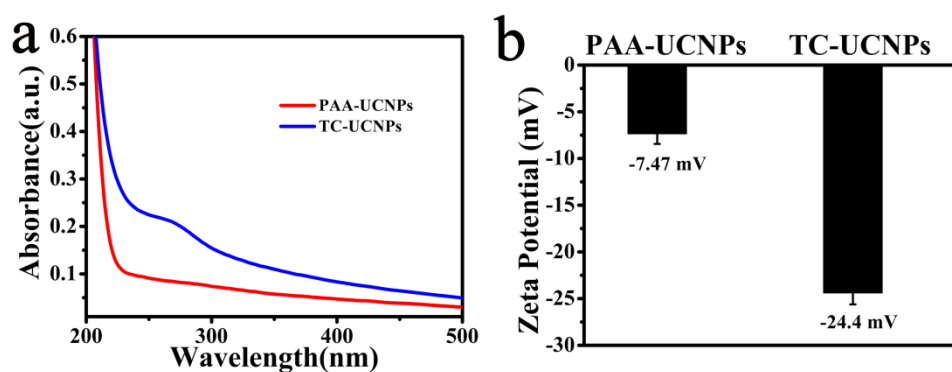 a
0.6
0.5
0.4
0.3
0.2
0.1
Absorbance(a.u.)
PAA-UCNPs
TC-UCNPs
200
300
400
500
Wavelength(nm)
b
PAA-UCNPs TC-UCNPs
0
-5
-10
-15
-20
-25
-30
Zeta Potential (mV)
-7.47 mV
-24.4 mV